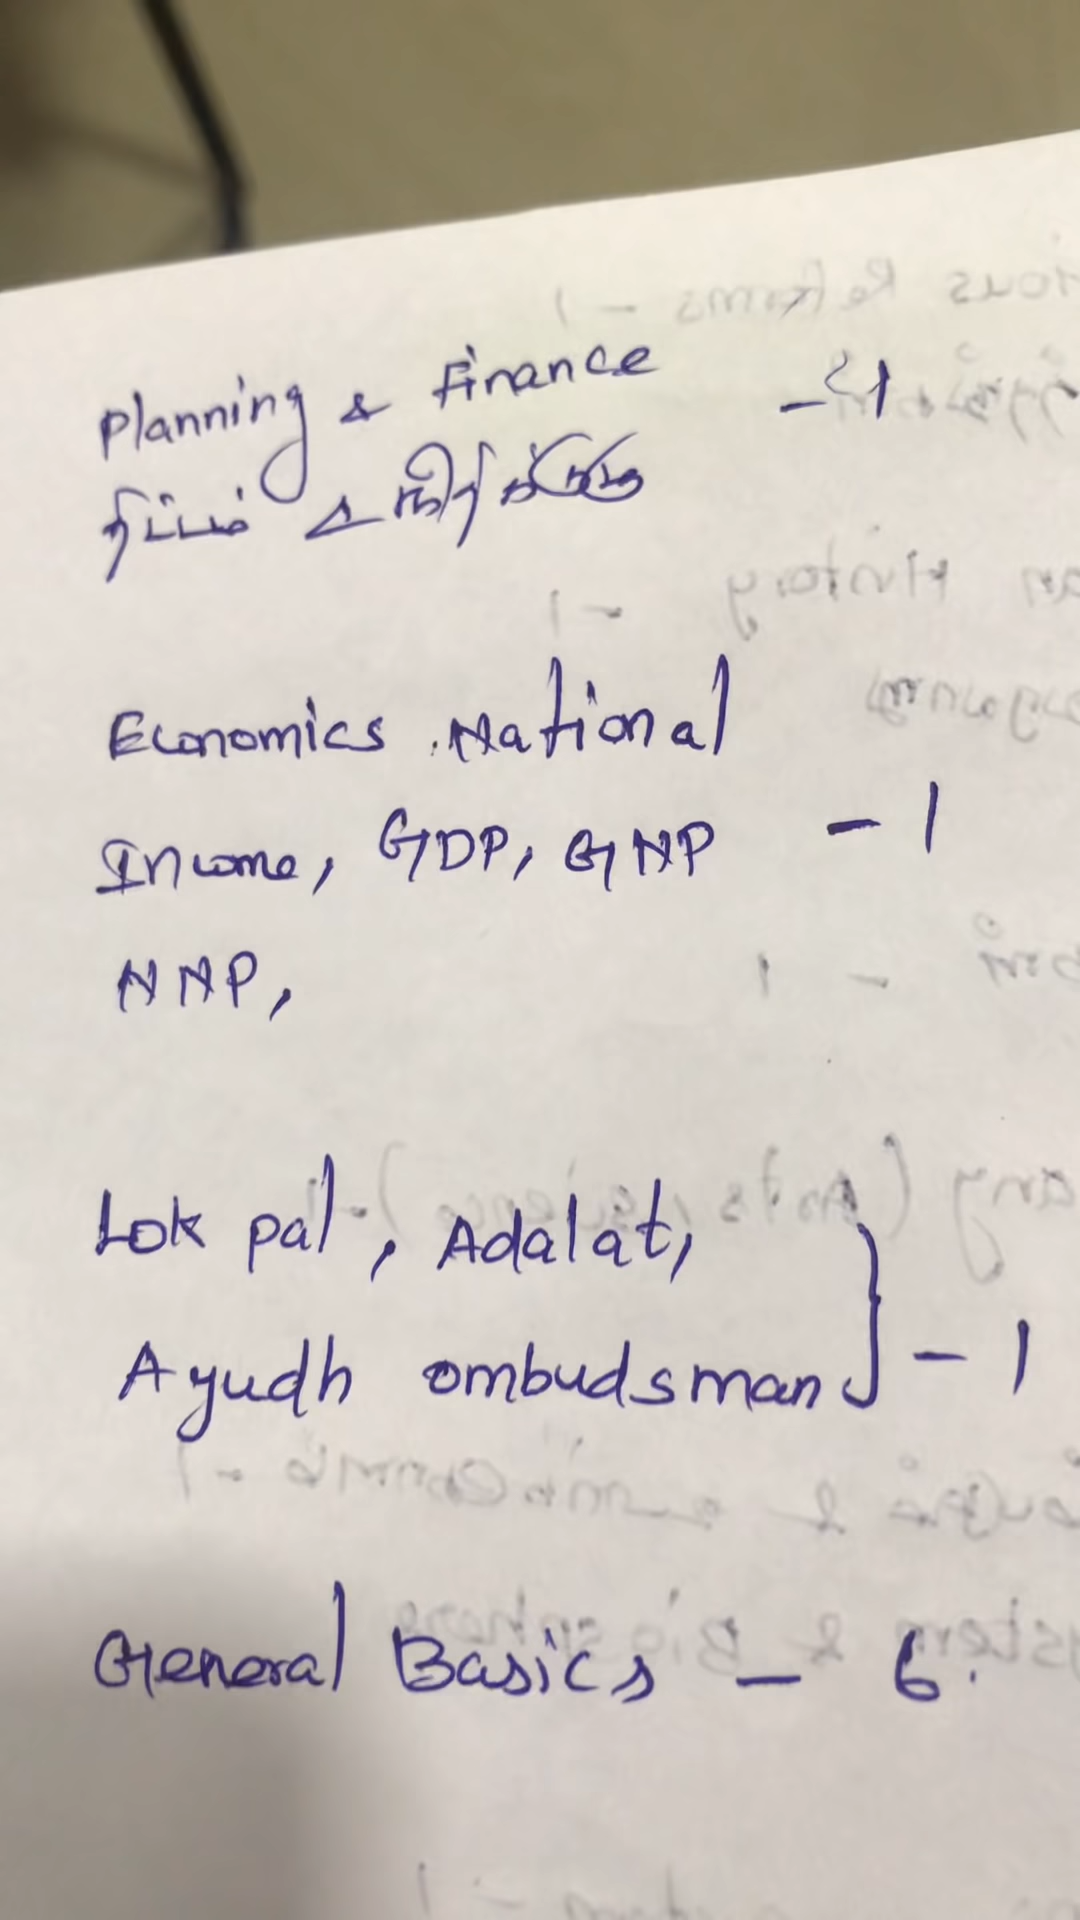 Planning & Finance - 1
திட்டம் &
Economics, National
Income, GDP, GNP - 1
NNP,
Lok pal, Adalat,
Ayudh ombudsman } - 1
General Basics - 6.